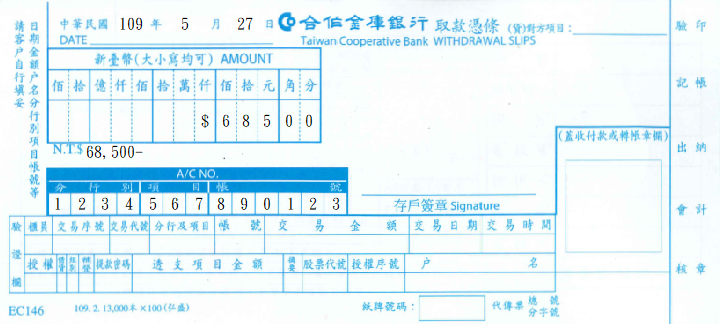 中華民國 109 年 5 月 27 日 合作金庫銀行 取款憑條 (貸)對方項目：
DATE Taiwan Cooperative Bank WITHDRAWAL SLIPS
請客戶自行填妥
日期金額戶名分行別項目帳號等
新臺幣(大小寫均可) AMOUNT
佰 拾 億 仟 佰 拾 萬 仟 佰 拾 元 角 分
$ 6 8 5 0 0
N.T.$ 68,500-
(蓋收付款或轉帳章欄)
A/C NO.
分 行 別 項 目 帳 號
1 2 3 4 5 6 7 8 9 0 1 2 3
存戶簽章 Signature
驗證欄
櫃員 交易序號 交易代號 分行及項目 帳 號 交 易 金 額 交易日期 交易時間
授權 提款密碼 透支項目金額 摘要 股票代號 授權序號 戶 名
EC146 109. 2. 13,000本 ×100 (弘盛) 紙牌號碼： 代傳票 總 號
分字號
驗 印
記 帳
出 納
會 計
核 章